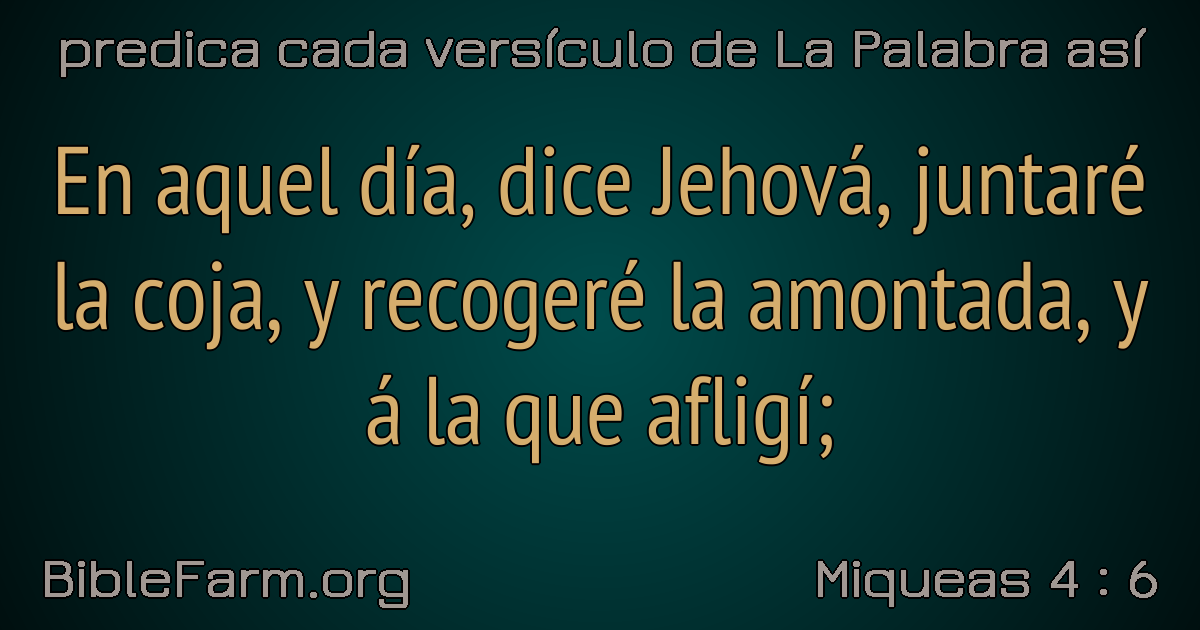 predica cada versículo de La Palabra así
En aquel día, dice Jehová, juntaré
la coja, y recogeré la amontada, y
á la que afligí;
BibleFarm.org
Miqueas 4 : 6